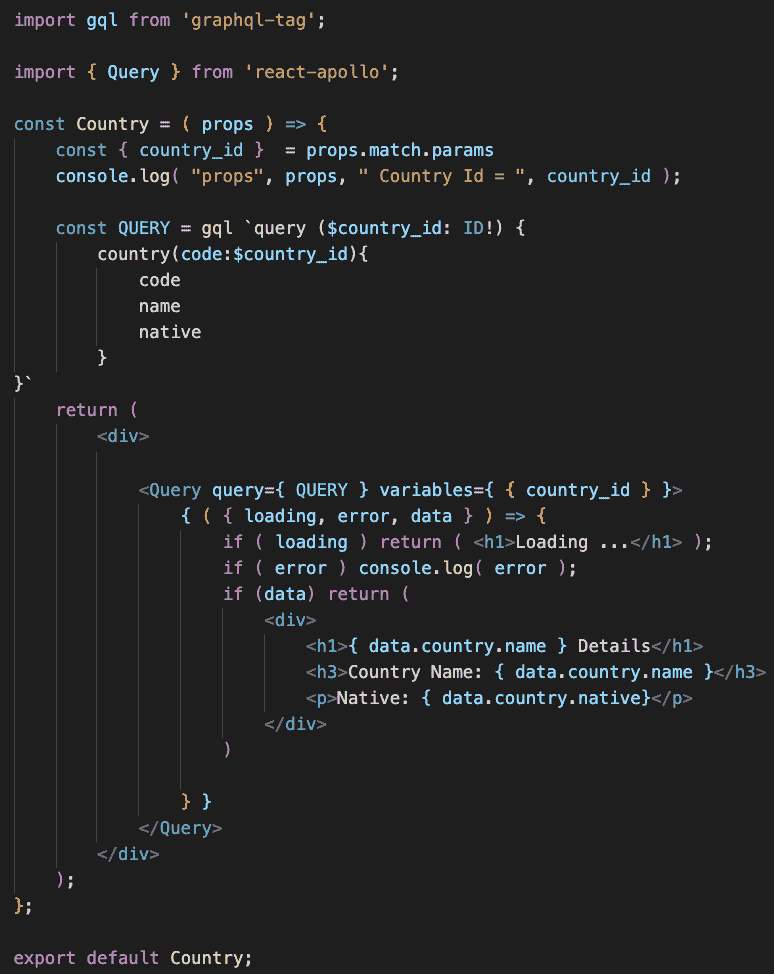 import gql from 'graphql-tag';
import { Query } from 'react-apollo';
const Country = ( props ) => {
const { country_id }  = props.match.params
console.log( "props", props, " Country Id = ", country_id );
const QUERY = gql `query ($country_id: ID!) {
country(code:$country_id){
code
name
native
}
}`
return (
<div>
<Query query={ QUERY } variables={ { country_id } }>
{ ( { loading, error, data } ) => {
if ( loading ) return ( <h1>Loading ...</h1> );
if ( error ) console.log( error );
if (data) return (
<div>
<h1>{ data.country.name } Details</h1>
<h3>Country Name: { data.country.name }</h3>
<p>Native: { data.country.native}</p>
</div>
)
} }
</Query>
</div>
);
};
export default Country;